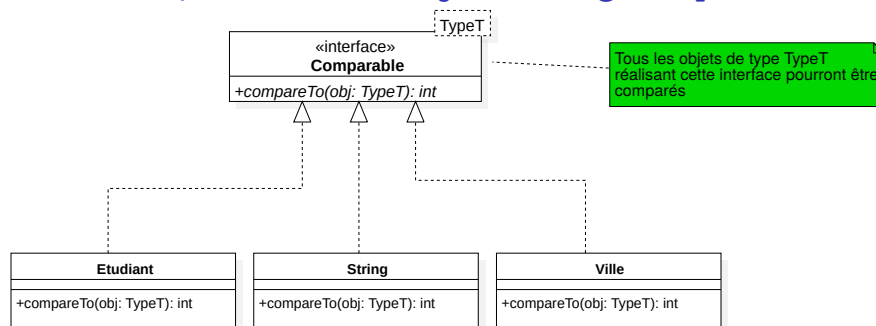 TypeT
«interface»
Comparable
+compareTo(obj: TypeT): int
Tous les objets de type TypeT
réalisant cette interface pourront être
comparés
Etudiant
+compareTo(obj: TypeT): int
String
+compareTo(obj: TypeT): int
Ville
+compareTo(obj: TypeT): int